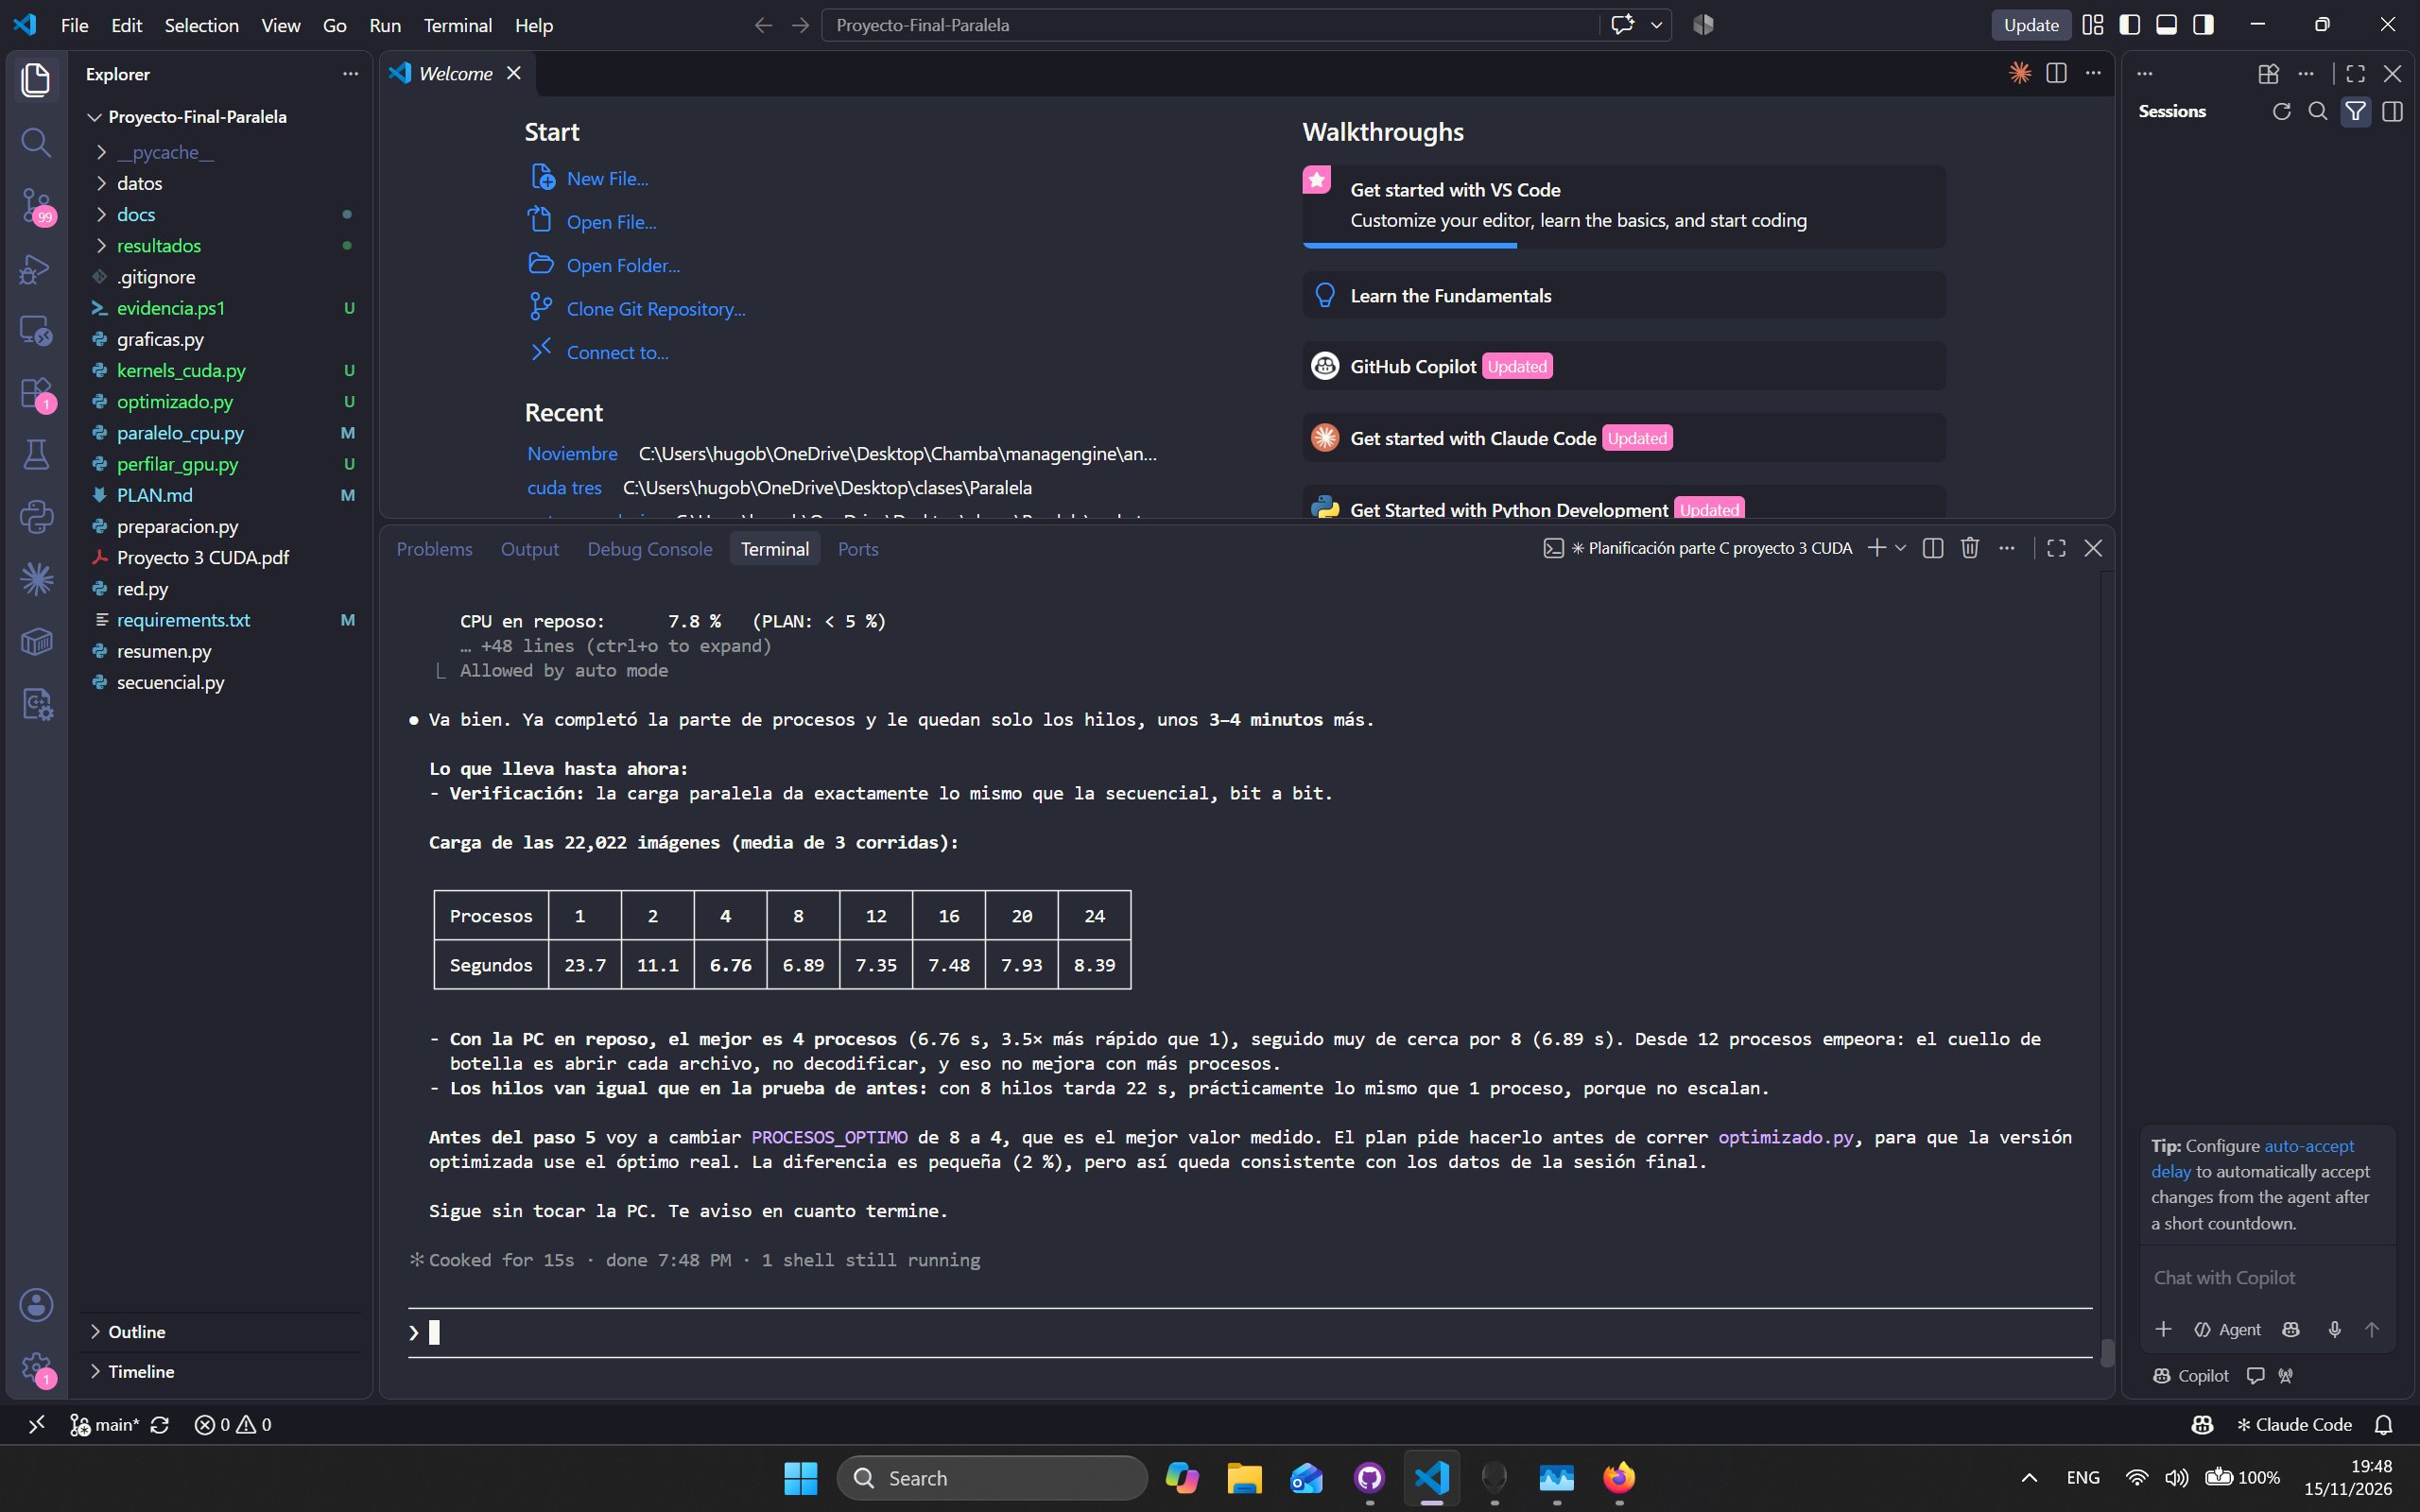 File Edit Selection View Go Run Terminal Help
Proyecto-Final-Paralela
Update
Explorer
Proyecto-Final-Paralela
__pycache__
datos
docs
resultados
.gitignore
evidencia.ps1 U
graficas.py
kernels_cuda.py U
optimizado.py U
paralelo_cpu.py M
perfilar_gpu.py U
PLAN.md M
preparacion.py
Proyecto 3 CUDA.pdf
red.py
requirements.txt M
resumen.py
secuencial.py
Outline
Timeline
99
1
1
Welcome
Start
New File...
Open File...
Open Folder...
Clone Git Repository...
Connect to...
Recent
Noviembre C:\Users\hugob\OneDrive\Desktop\Chamba\managengine\an...
cuda tres C:\Users\hugob\OneDrive\Desktop\clases\Paralela
Walkthroughs
Get started with VS Code
Customize your editor, learn the basics, and start coding
Learn the Fundamentals
GitHub Copilot Updated
Get started with Claude Code Updated
Get Started with Python Development Updated
Problems Output Debug Console Terminal Ports
✳ Planificación parte C proyecto 3 CUDA
CPU en reposo: 7.8 % (PLAN: < 5 %)
… +48 lines (ctrl+o to expand)
Allowed by auto mode
● Va bien. Ya completó la parte de procesos y le quedan solo los hilos, unos 3–4 minutos más.
Lo que lleva hasta ahora:
- Verificación: la carga paralela da exactamente lo mismo que la secuencial, bit a bit.
Carga de las 22,022 imágenes (media de 3 corridas):
Procesos 1 2 4 8 12 16 20 24
Segundos 23.7 11.1 6.76 6.89 7.35 7.48 7.93 8.39
- Con la PC en reposo, el mejor es 4 procesos (6.76 s, 3.5× más rápido que 1), seguido muy de cerca por 8 (6.89 s). Desde 12 procesos empeora: el cuello de
botella es abrir cada archivo, no decodificar, y eso no mejora con más procesos.
- Los hilos van igual que en la prueba de antes: con 8 hilos tarda 22 s, prácticamente lo mismo que 1 proceso, porque no escalan.
Antes del paso 5 voy a cambiar PROCESOS_OPTIMO de 8 a 4, que es el mejor valor medido. El plan pide hacerlo antes de correr optimizado.py, para que la versión
optimizada use el óptimo real. La diferencia es pequeña (2 %), pero así queda consistente con los datos de la sesión final.
Sigue sin tocar la PC. Te aviso en cuanto termine.
✻ Cooked for 15s · done 7:48 PM · 1 shell still running
❯
Sessions
Tip: Configure auto-accept
delay to automatically accept
changes from the agent after
a short countdown.
Chat with Copilot
Agent
Copilot
main* 0 0
Claude Code
Search
ENG 100%
19:48
15/11/2026